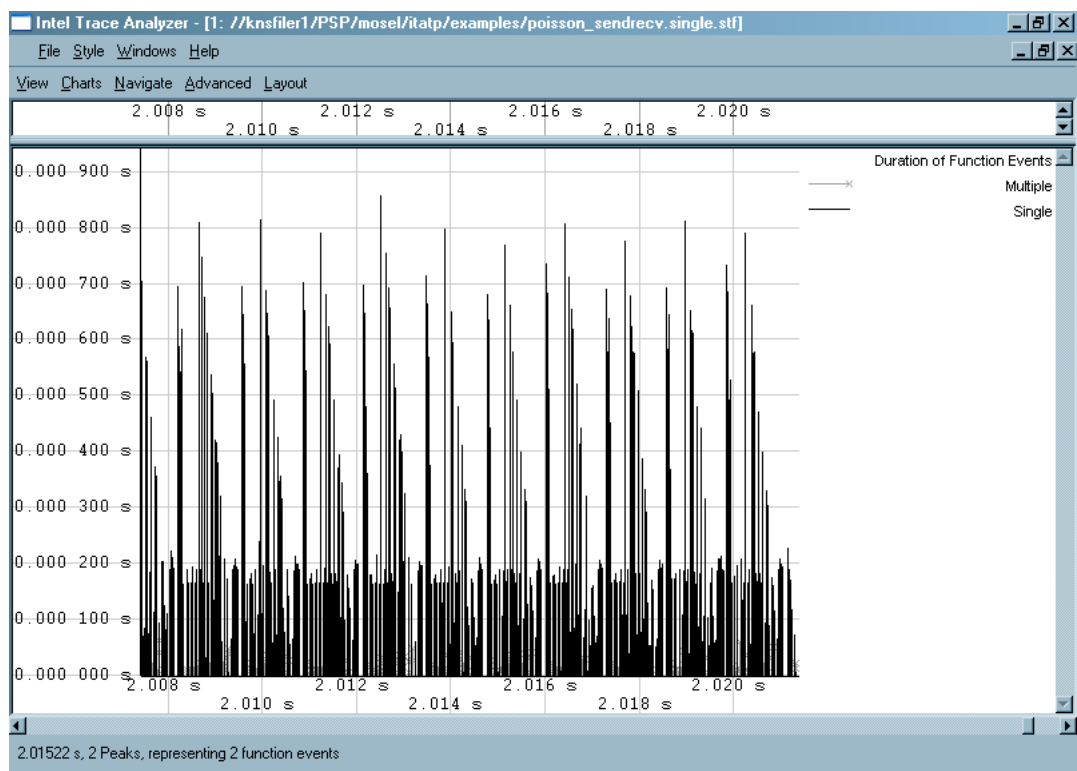 Intel Trace Analyzer - [1: //knsfiler1/PSP/mosel/itatp/examples/poisson_sendrecv.single.stf]
File Style Windows Help
View Charts Navigate Advanced Layout
2.008 s 2.012 s 2.016 s 2.020 s
2.010 s 2.014 s 2.018 s
Duration of Function Events
Multiple
Single
0.000 900 s
0.000 800 s
0.000 700 s
0.000 600 s
0.000 500 s
0.000 400 s
0.000 300 s
0.000 200 s
0.000 100 s
0.000 000 s
2.008 s 2.012 s 2.016 s 2.020 s
2.010 s 2.014 s 2.018 s
2.01522 s, 2 Peaks, representing 2 function events